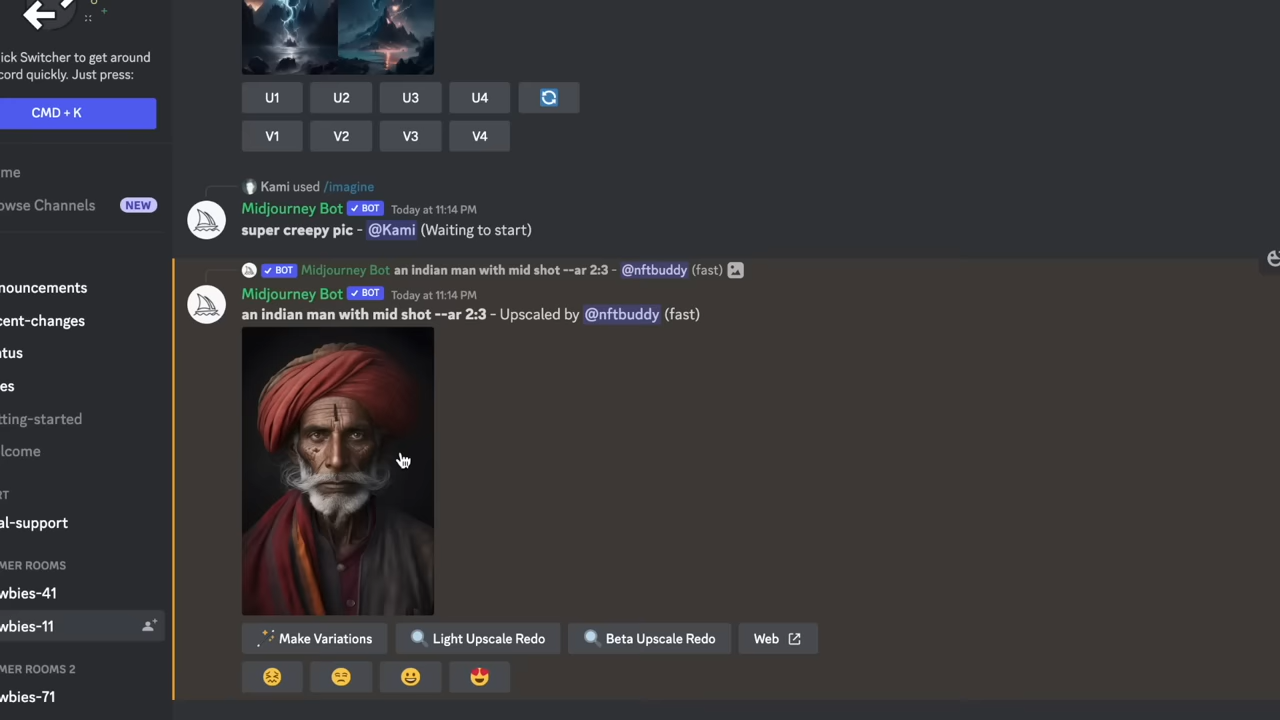 ick Switcher to get around
cord quickly. Just press:
CMD + K
me
owse Channels NEW
nouncements
cent-changes
atus
es
tting-started
lcome
RT
al-support
MER ROOMS
wbies-41
wbies-11
MER ROOMS 2
wbies-71
U1 U2 U3 U4
V1 V2 V3 V4
Kami used /imagine
Midjourney Bot ✓ BOT Today at 11:14 PM
super creepy pic - @Kami (Waiting to start)
✓ BOT Midjourney Bot an indian man with mid shot --ar 2:3 - @nftbuddy (fast)
Midjourney Bot ✓ BOT Today at 11:14 PM
an indian man with mid shot --ar 2:3 - Upscaled by @nftbuddy (fast)
Make Variations Light Upscale Redo Beta Upscale Redo Web